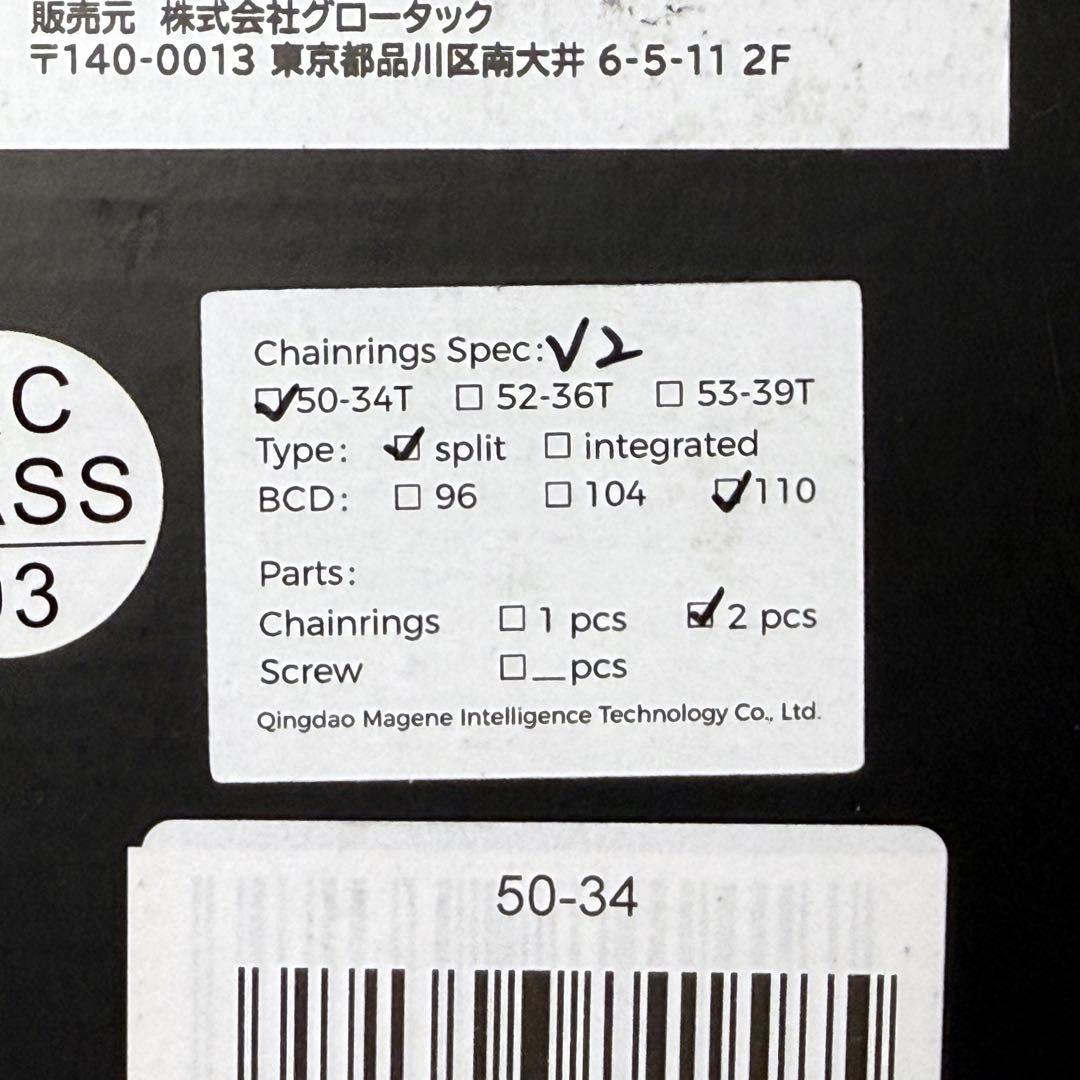 販売元 株式会社グロータック
〒140-0013 東京都品川区南大井 6-5-11 2F
C
ASS
03
Chainrings Spec: V2
☑50-34T ☐ 52-36T ☐ 53-39T
Type: ☑ split ☐ integrated
BCD: ☐ 96 ☐ 104 ☑110
Parts:
Chainrings ☐ 1 pcs ☑ 2 pcs
Screw ☐__pcs
Qingdao Magene Intelligence Technology Co., Ltd.
50-34